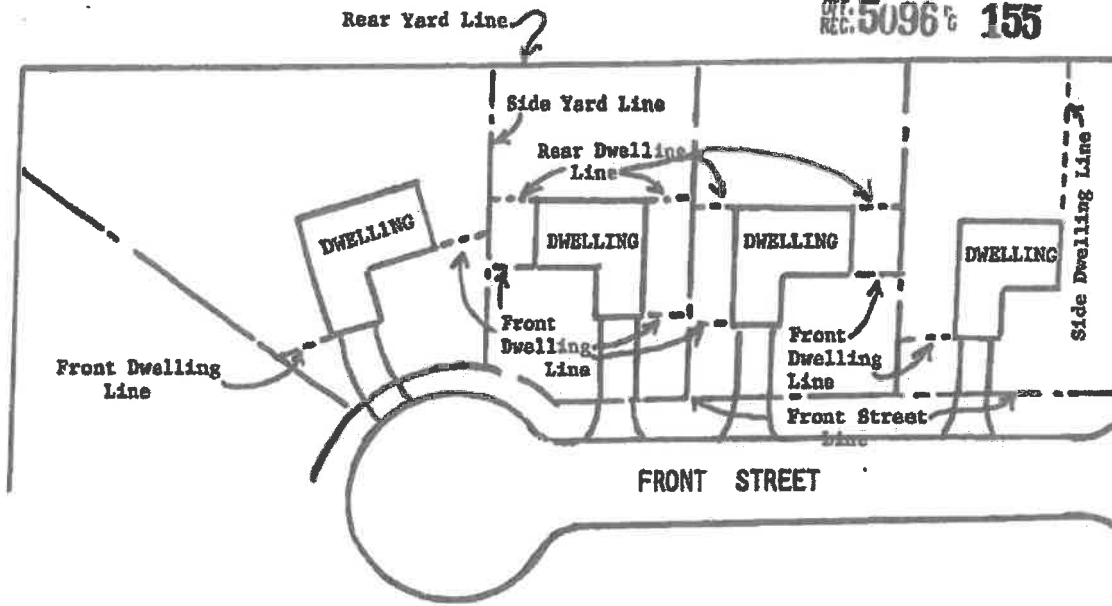 Rear Yard Line
OFF. REC. 5096 PG 155
Side Yard Line
Rear Dwelling
Line
Side Dwelling Line
DWELLING
DWELLING
DWELLING
DWELLING
Front
Dwelling
Line
Front
Dwelling
Line
Front Dwelling
Line
Front Street
Line
FRONT STREET